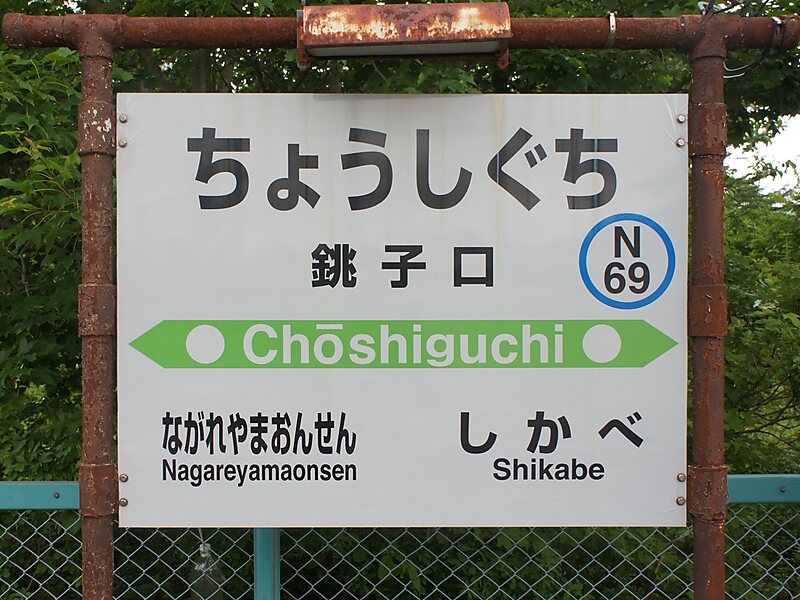 ちょうしぐち
銚子口
N
69
Chōshiguchi
ながれやまおんせん
Nagareyamaonsen
しかべ
Shikabe